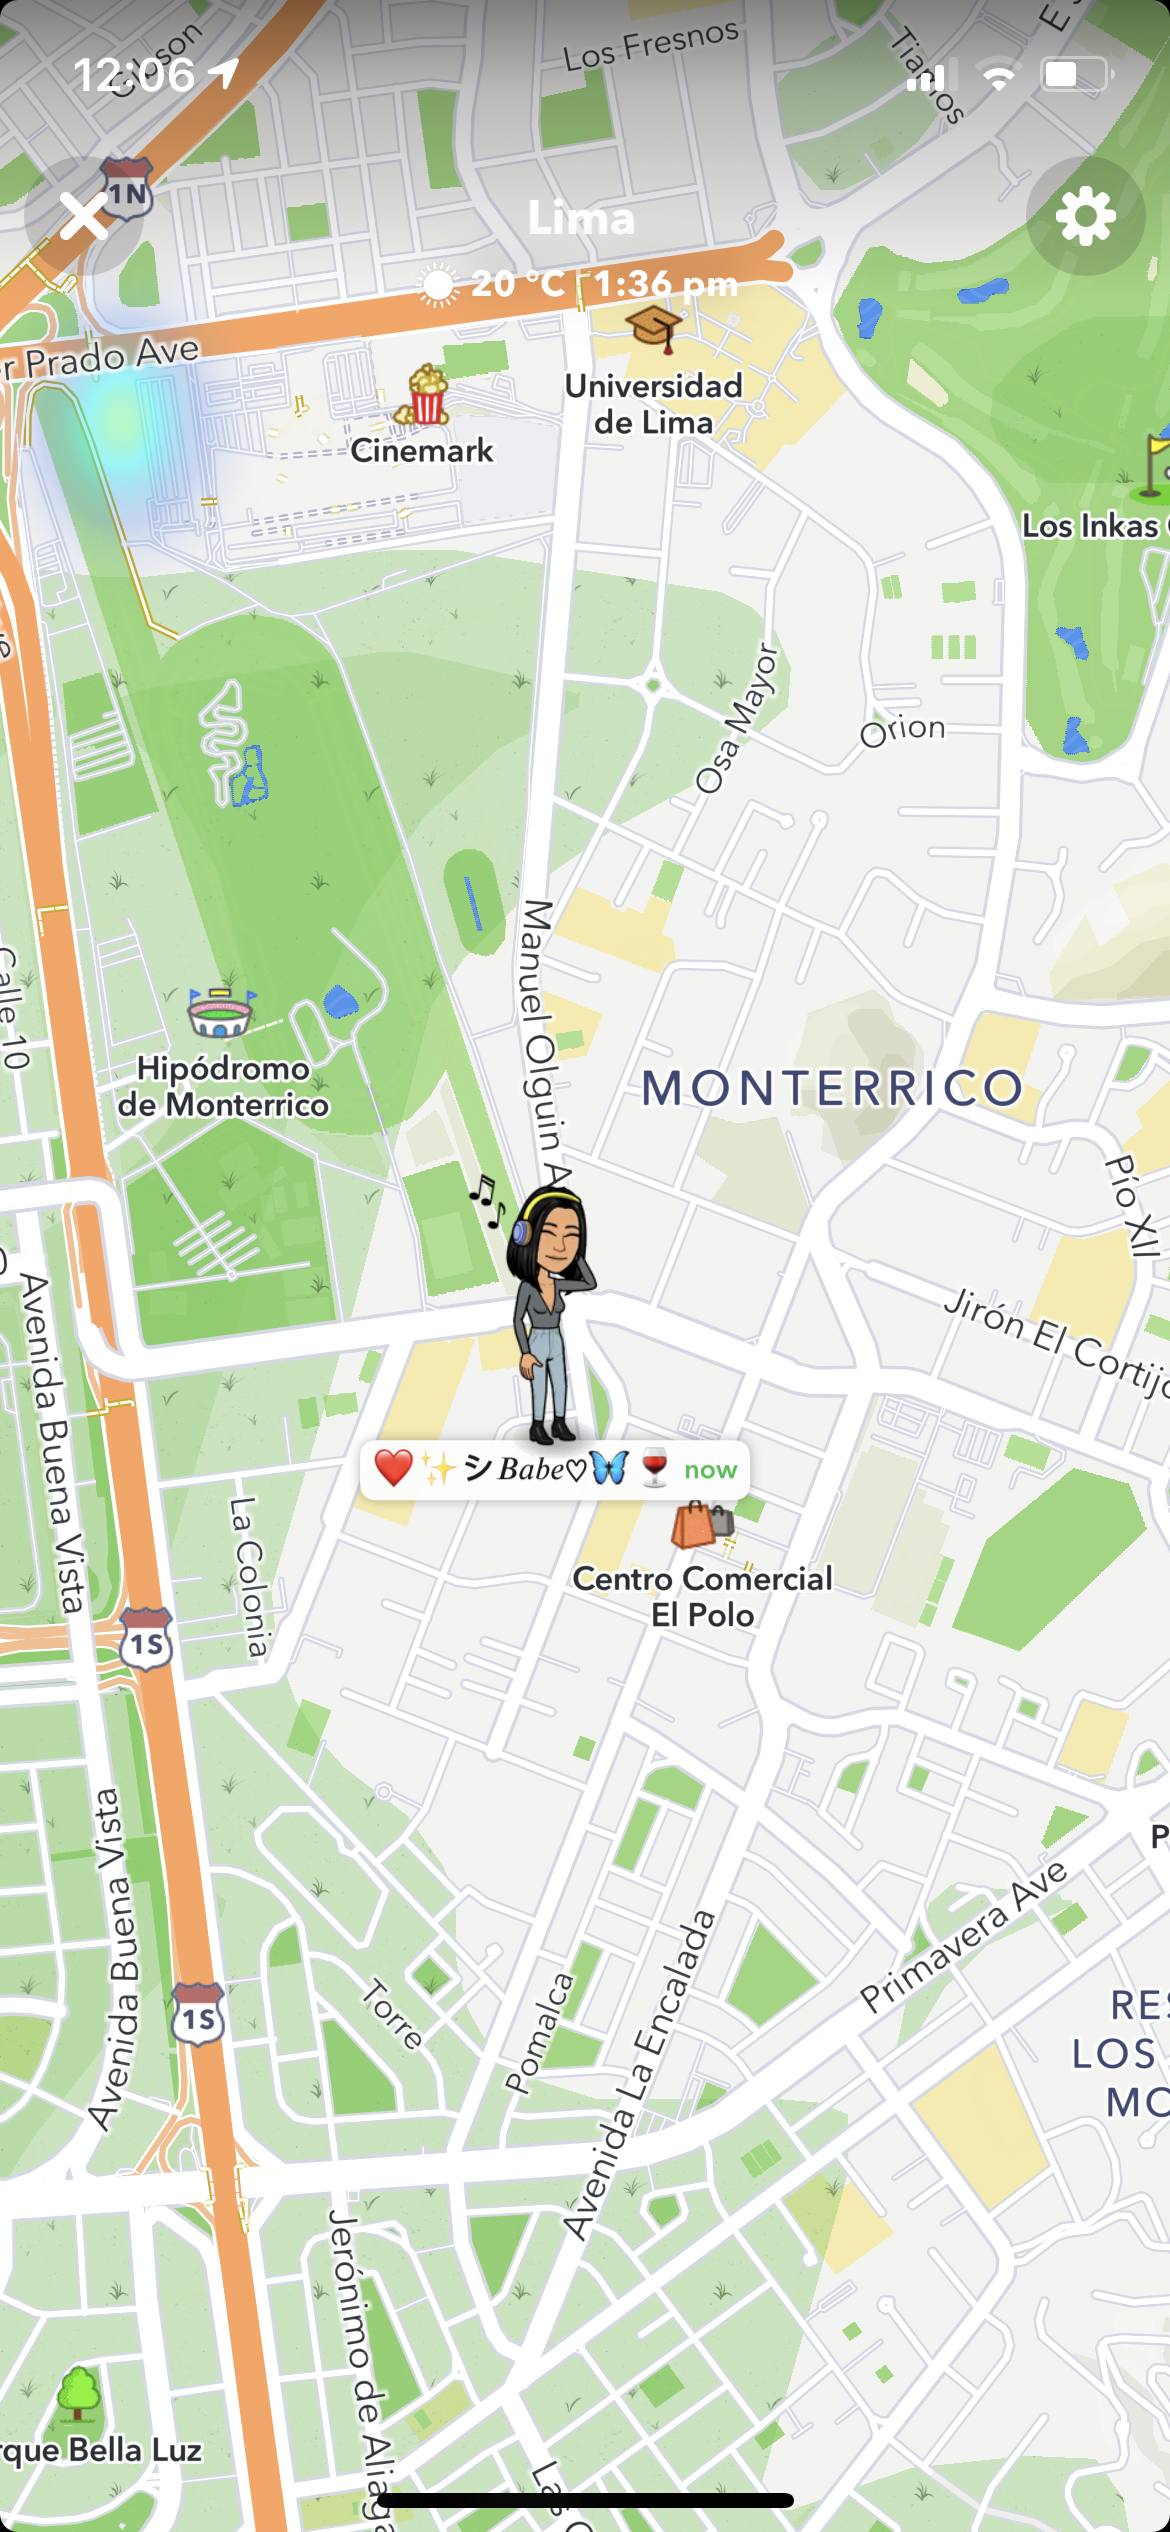 Gibson
Los Fresnos
12:06
1N
Lima
20 °C 1:36 pm
er Prado Ave
Universidad
de Lima
Cinemark
Los Inkas
Osa Mayor
Orion
Manuel Olguin A
Calle 10
Hipódromo
de Monterrico
MONTERRICO
Pío XII
Jirón El Cortijo
Avenida Buena Vista
❤️✨シ Babe♡🦋🍷 now
La Colonia
Centro Comercial
El Polo
1S
Avenida Buena Vista
Primavera Ave
1S
Torre
Pomalca
Avenida La Encalada
RES
LOS
MO
Jerónimo de Aliaga
rque Bella Luz